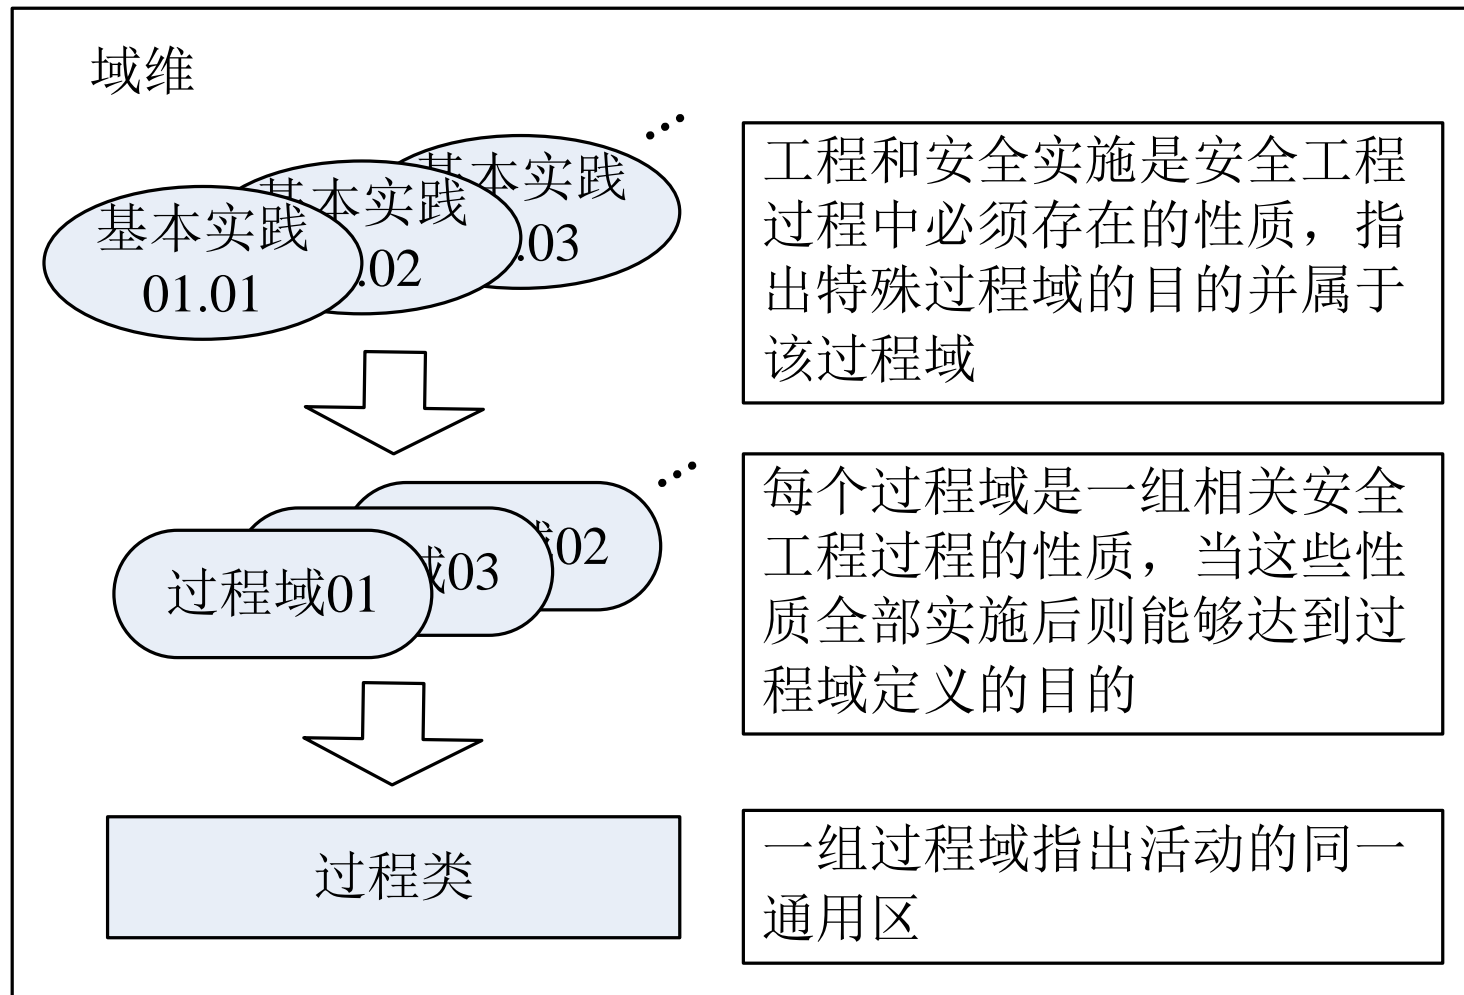 域维
基本实践
01.01
基本实践
.02
基本实践
.03
工程和安全实施是安全工程
过程中必须存在的性质，指
出特殊过程域的目的并属于
该过程域
过程域01
域03
域02
每个过程域是一组相关安全
工程过程的性质，当这些性
质全部实施后则能够达到过
程域定义的目的
过程类
一组过程域指出活动的同一
通用区